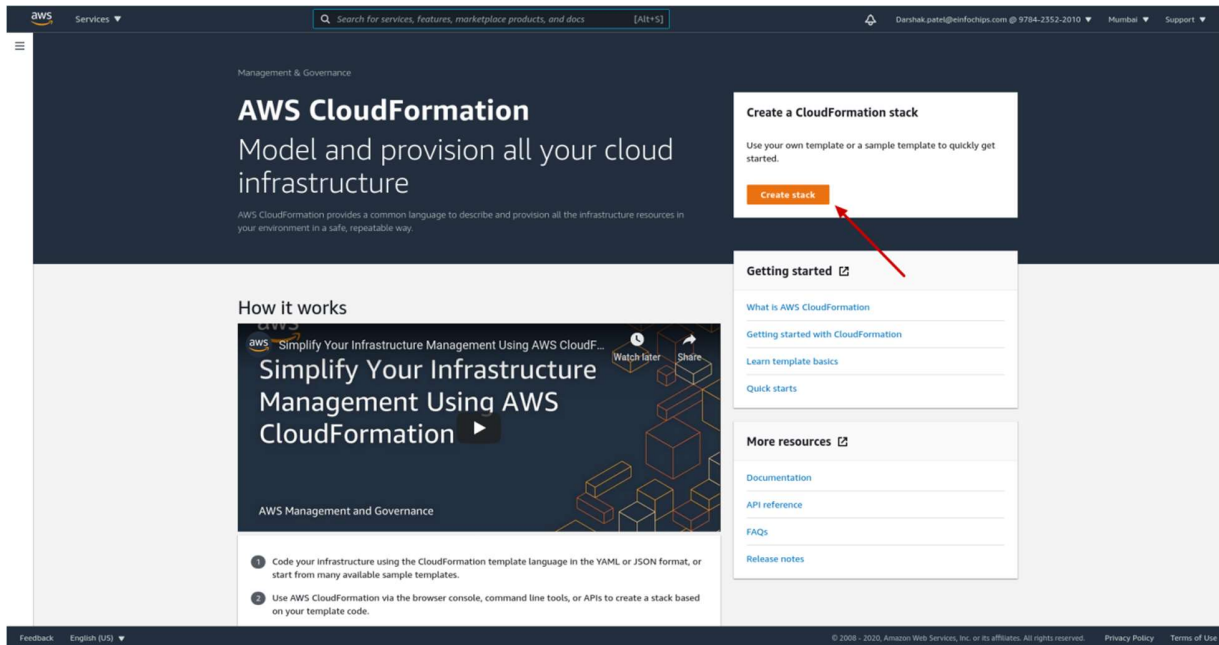 aws Services ▼ Search for services, features, marketplace products, and docs [Alt+S] Darshak.patel@einfochips.com @ 9784-2352-2010 ▼ Mumbai ▼ Support ▼
Management & Governance
AWS CloudFormation
Model and provision all your cloud
infrastructure
AWS CloudFormation provides a common language to describe and provision all the infrastructure resources in
your environment in a safe, repeatable way.
Create a CloudFormation stack
Use your own template or a sample template to quickly get
started.
Create stack
Getting started
What is AWS CloudFormation
Getting started with CloudFormation
Learn template basics
Quick starts
How it works
aws
aws Simplify Your Infrastructure Management Using AWS CloudF...
Watch later Share
Simplify Your Infrastructure
Management Using AWS
CloudFormation
AWS Management and Governance
1 Code your infrastructure using the CloudFormation template language in the YAML or JSON format, or
start from many available sample templates.
2 Use AWS CloudFormation via the browser console, command line tools, or APIs to create a stack based
on your template code.
More resources
Documentation
API reference
FAQs
Release notes
Feedback English (US) ▼ © 2008 - 2020, Amazon Web Services, Inc. or its affiliates. All rights reserved. Privacy Policy Terms of Use